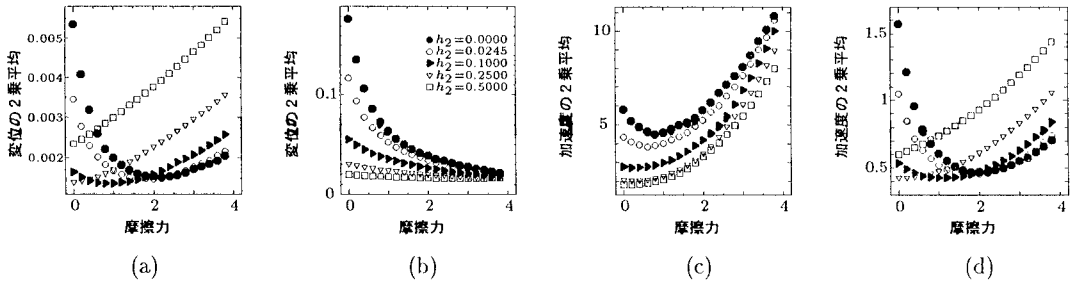 変位の2乗平均
0.005
0.004
0.003
0.002
0
2
4
摩擦力
(a)
変位の2乗平均
0.1
0
h2=0.0000
h2=0.0245
h2=0.1000
h2=0.2500
h2=0.5000
0
2
4
摩擦力
(b)
加速度の2乗平均
10
5
0
2
4
摩擦力
(c)
加速度の2乗平均
1.5
1
0.5
0
2
4
摩擦力
(d)